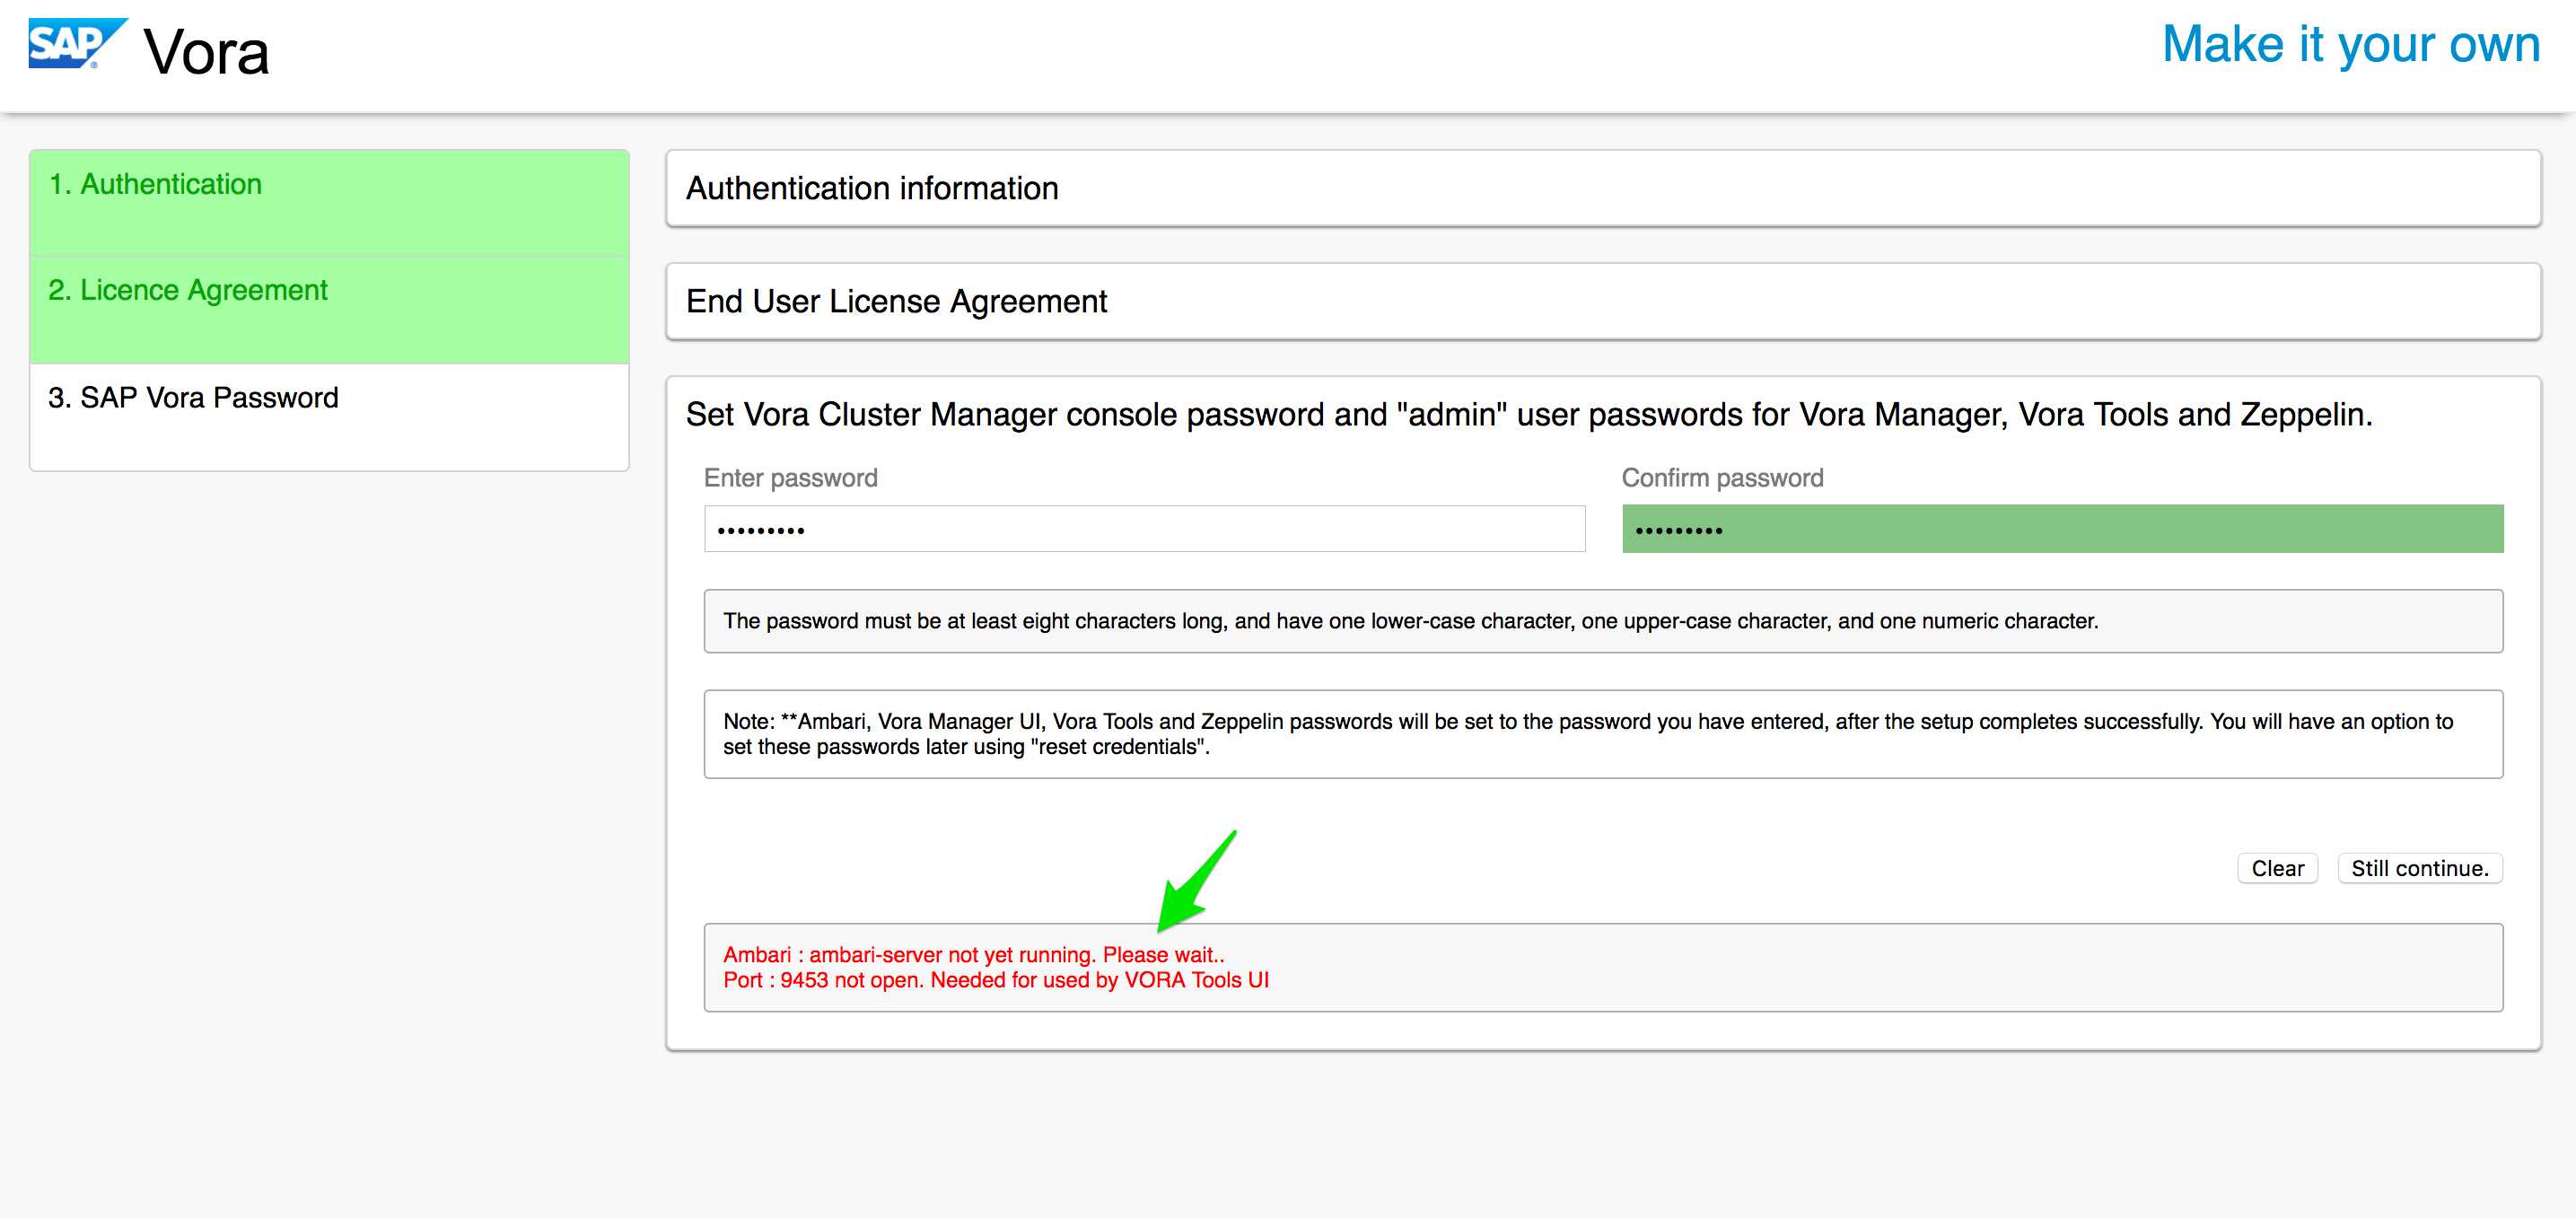 SAP Vora
Make it your own
1. Authentication
2. Licence Agreement
3. SAP Vora Password
Authentication information
End User License Agreement
Set Vora Cluster Manager console password and "admin" user passwords for Vora Manager, Vora Tools and Zeppelin.
Enter password
Confirm password
•••••••••
•••••••••
The password must be at least eight characters long, and have one lower-case character, one upper-case character, and one numeric character.
Note: **Ambari, Vora Manager UI, Vora Tools and Zeppelin passwords will be set to the password you have entered, after the setup completes successfully. You will have an option to
set these passwords later using "reset credentials".
Clear
Still continue.
Ambari : ambari-server not yet running. Please wait..
Port : 9453 not open. Needed for used by VORA Tools UI